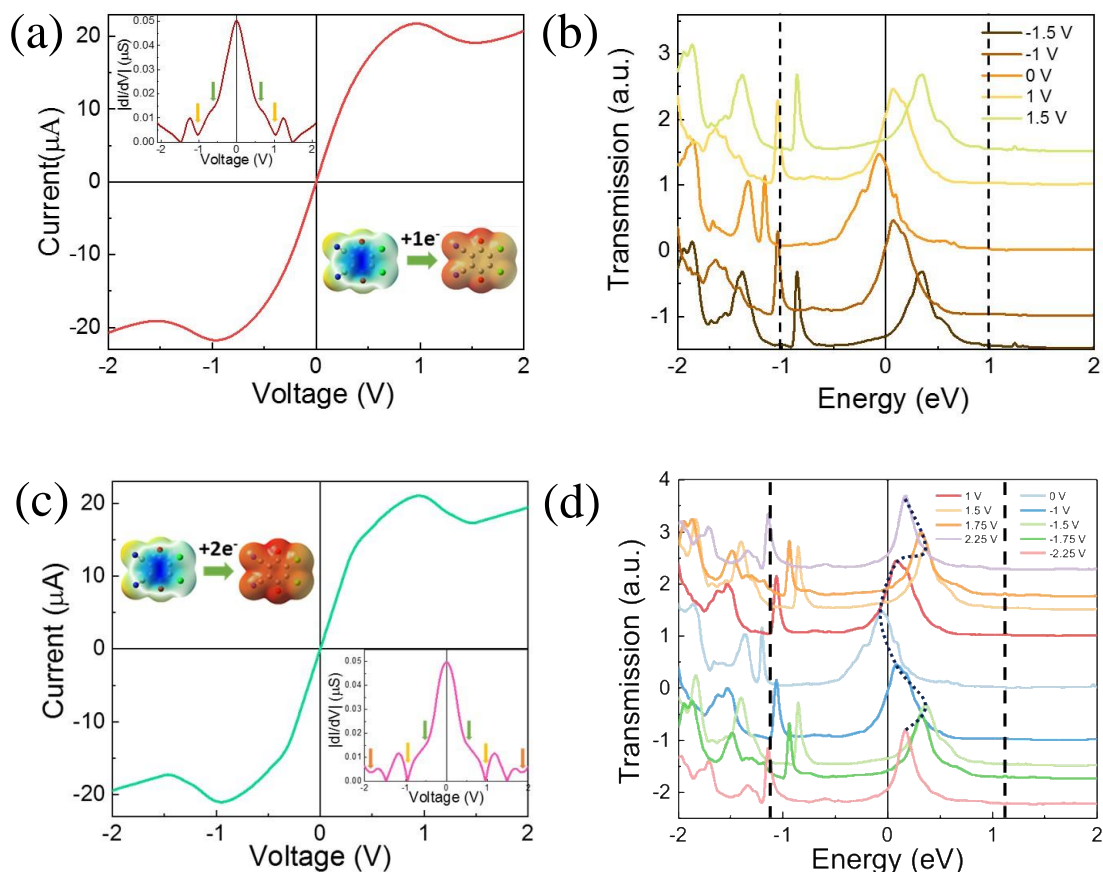 (a)
Current(μA)
20
10
0
-10
-20
-2
-1
0
1
2
Voltage (V)
|dI/dV| (μS)
0.05
0.04
0.03
0.02
0.01
0.00
-2
-1
0
1
2
Voltage (V)
+1e-
(b)
Transmission (a.u.)
3
2
1
0
-1
-2
-1
0
1
2
Energy (eV)
-1.5 V
-1 V
0 V
1 V
1.5 V
(c)
Current (μA)
20
10
0
-10
-20
-2
-1
0
1
2
Voltage (V)
+2e-
|dI/dV| (μS)
0.05
0.04
0.03
0.02
0.01
0.00
-2
-1
0
1
2
Voltage (V)
(d)
Transmission (a.u.)
4
3
2
1
0
-1
-2
-2
-1
0
1
2
Energy (eV)
1 V
1.5 V
1.75 V
2.25 V
0 V
-1 V
-1.5 V
-1.75 V
-2.25 V